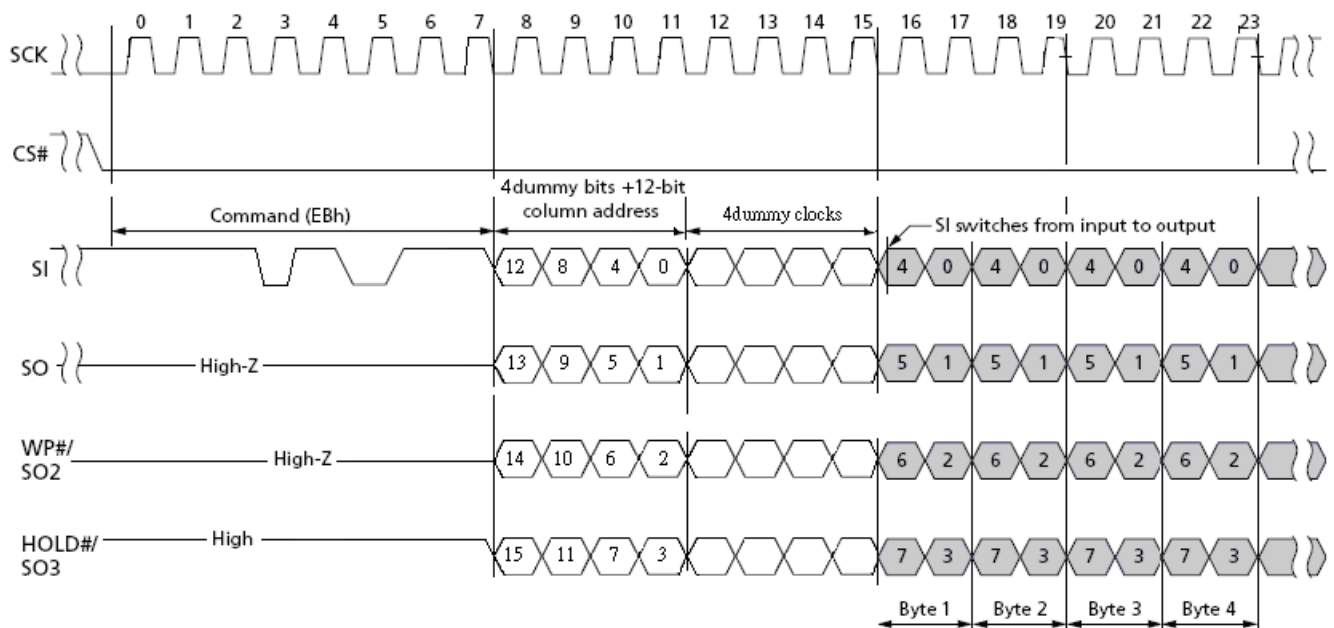 0 1 2 3 4 5 6 7 8 9 10 11 12 13 14 15 16 17 18 19 20 21 22 23
SCK
CS#
4dummy bits +12-bit
Command (EBh) column address 4dummy clocks
SI switches from input to output
SI 12 8 4 0 4 0 4 0 4 0 4 0
SO High-Z 13 9 5 1 5 1 5 1 5 1 5 1
WP#/
SO2 High-Z 14 10 6 2 6 2 6 2 6 2 6 2
HOLD#/
SO3 High 15 11 7 3 7 3 7 3 7 3 7 3
Byte 1 Byte 2 Byte 3 Byte 4